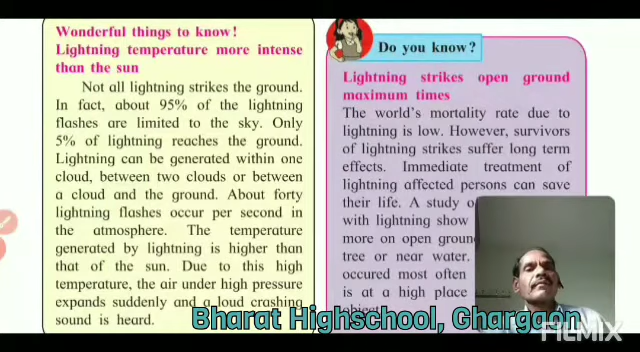 Wonderful things to know!
Lightning temperature more intense
than the sun
Not all lightning strikes the ground.
In fact, about 95% of the lightning
flashes are limited to the sky. Only
5% of lightning reaches the ground.
Lightning can be generated within one
cloud, between two clouds or between
a cloud and the ground. About forty
lightning flashes occur per second in
the atmosphere. The temperature
generated by lightning is higher than
that of the sun. Due to this high
temperature, the air under high pressure
expands suddenly and a loud crashing
sound is heard.
Do you know?
Lightning strikes open ground
maximum times
The world's mortality rate due to
lightning is low. However, survivors
of lightning strikes suffer long term
effects. Immediate treatment of
lightning affected persons can save
their life. A study
with lightning show
more on open
tree or near water.
occured most often
is at a high place
Bharat Highschool, Ghargaon
FILMIX